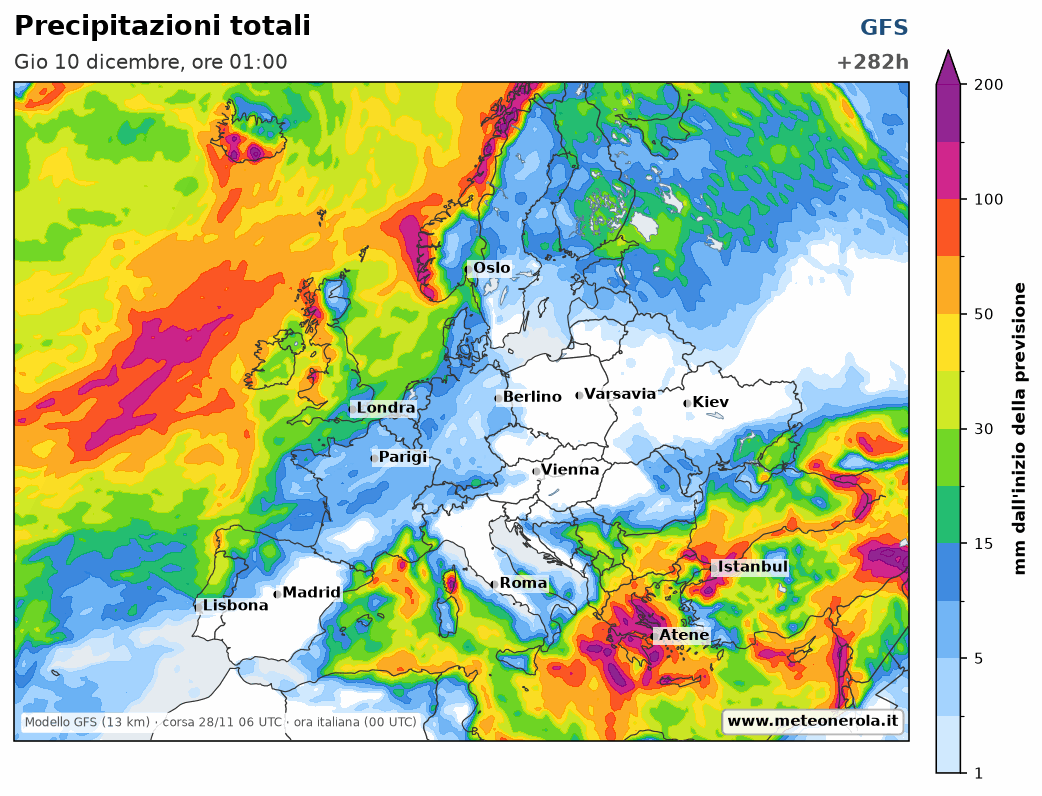 Precipitazioni totali
GFS
Gio 10 dicembre, ore 01:00
+282h
200
100
50
30
15
5
1
mm dall'inizio della previsione
Oslo
Londra
Berlino
Varsavia
Kiev
Parigi
Vienna
Istanbul
Roma
Madrid
Lisbona
Atene
Modello GFS (13 km) · corsa 28/11 06 UTC · ora italiana (00 UTC)
www.meteonerola.it